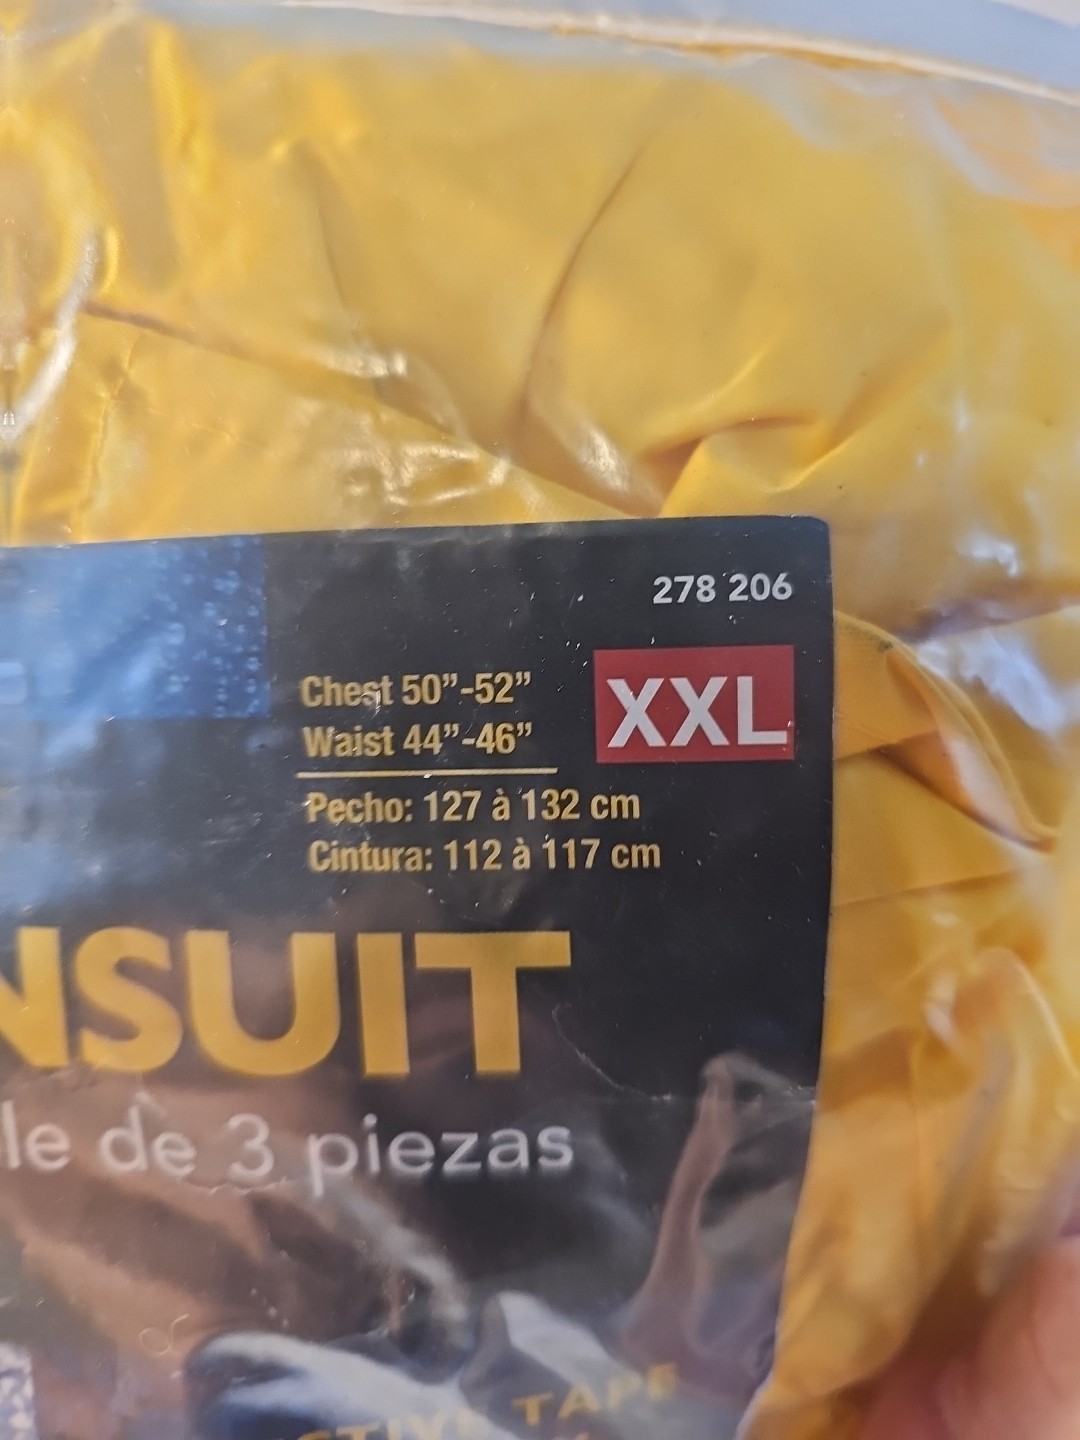 278 206
Chest 50”-52”
XXL
Waist 44”-46”
Pecho: 127 à 132 cm
Cintura: 112 à 117 cm
NSUIT
le de 3 piezas
TAPE